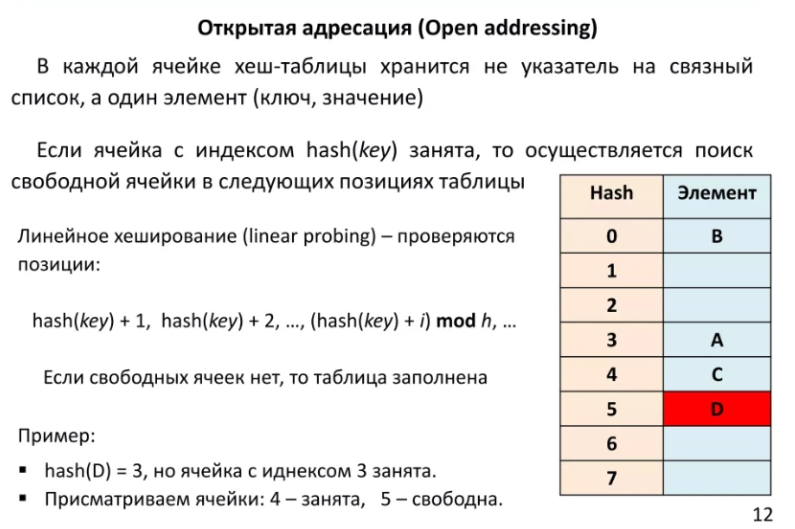 Открытая адресация (Open addressing)
В каждой ячейке хеш-таблицы хранится не указатель на связный
список, а один элемент (ключ, значение)
Если ячейка с индексом hash(key) занята, то осуществляется поиск
свободной ячейки в следующих позициях таблицы
Линейное хеширование (linear probing) – проверяются
позиции:
hash(key) + 1, hash(key) + 2, ..., (hash(key) + i) mod h, ...
Если свободных ячеек нет, то таблица заполнена
Пример:
▪ hash(D) = 3, но ячейка с иднексом 3 занята.
▪ Присматриваем ячейки: 4 – занята, 5 – свободна.
Hash Элемент
0 B
1
2
3 A
4 C
5 D
6
7
12